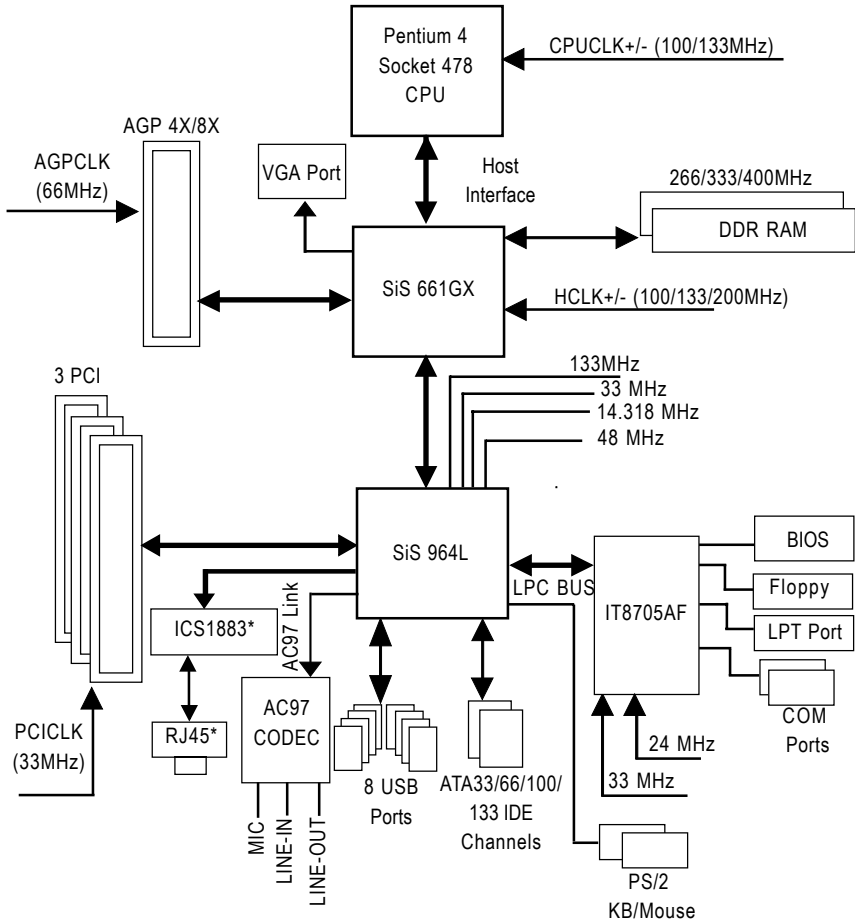 Pentium 4
Socket 478
CPU
CPUCLK+/- (100/133MHz)
AGP 4X/8X
AGPCLK
(66MHz)
VGA Port
Host
Interface
266/333/400MHz
DDR RAM
SiS 661GX
HCLK+/- (100/133/200MHz)
133MHz
33 MHz
14.318 MHz
48 MHz
3 PCI
SiS 964L
LPC BUS
IT8705AF
BIOS
Floppy
LPT Port
COM
Ports
ICS1883*
AC97 Link
RJ45*
AC97
CODEC
PCICLK
(33MHz)
MIC
LINE-IN
LINE-OUT
8 USB
Ports
ATA33/66/100/
133 IDE
Channels
24 MHz
33 MHz
PS/2
KB/Mouse